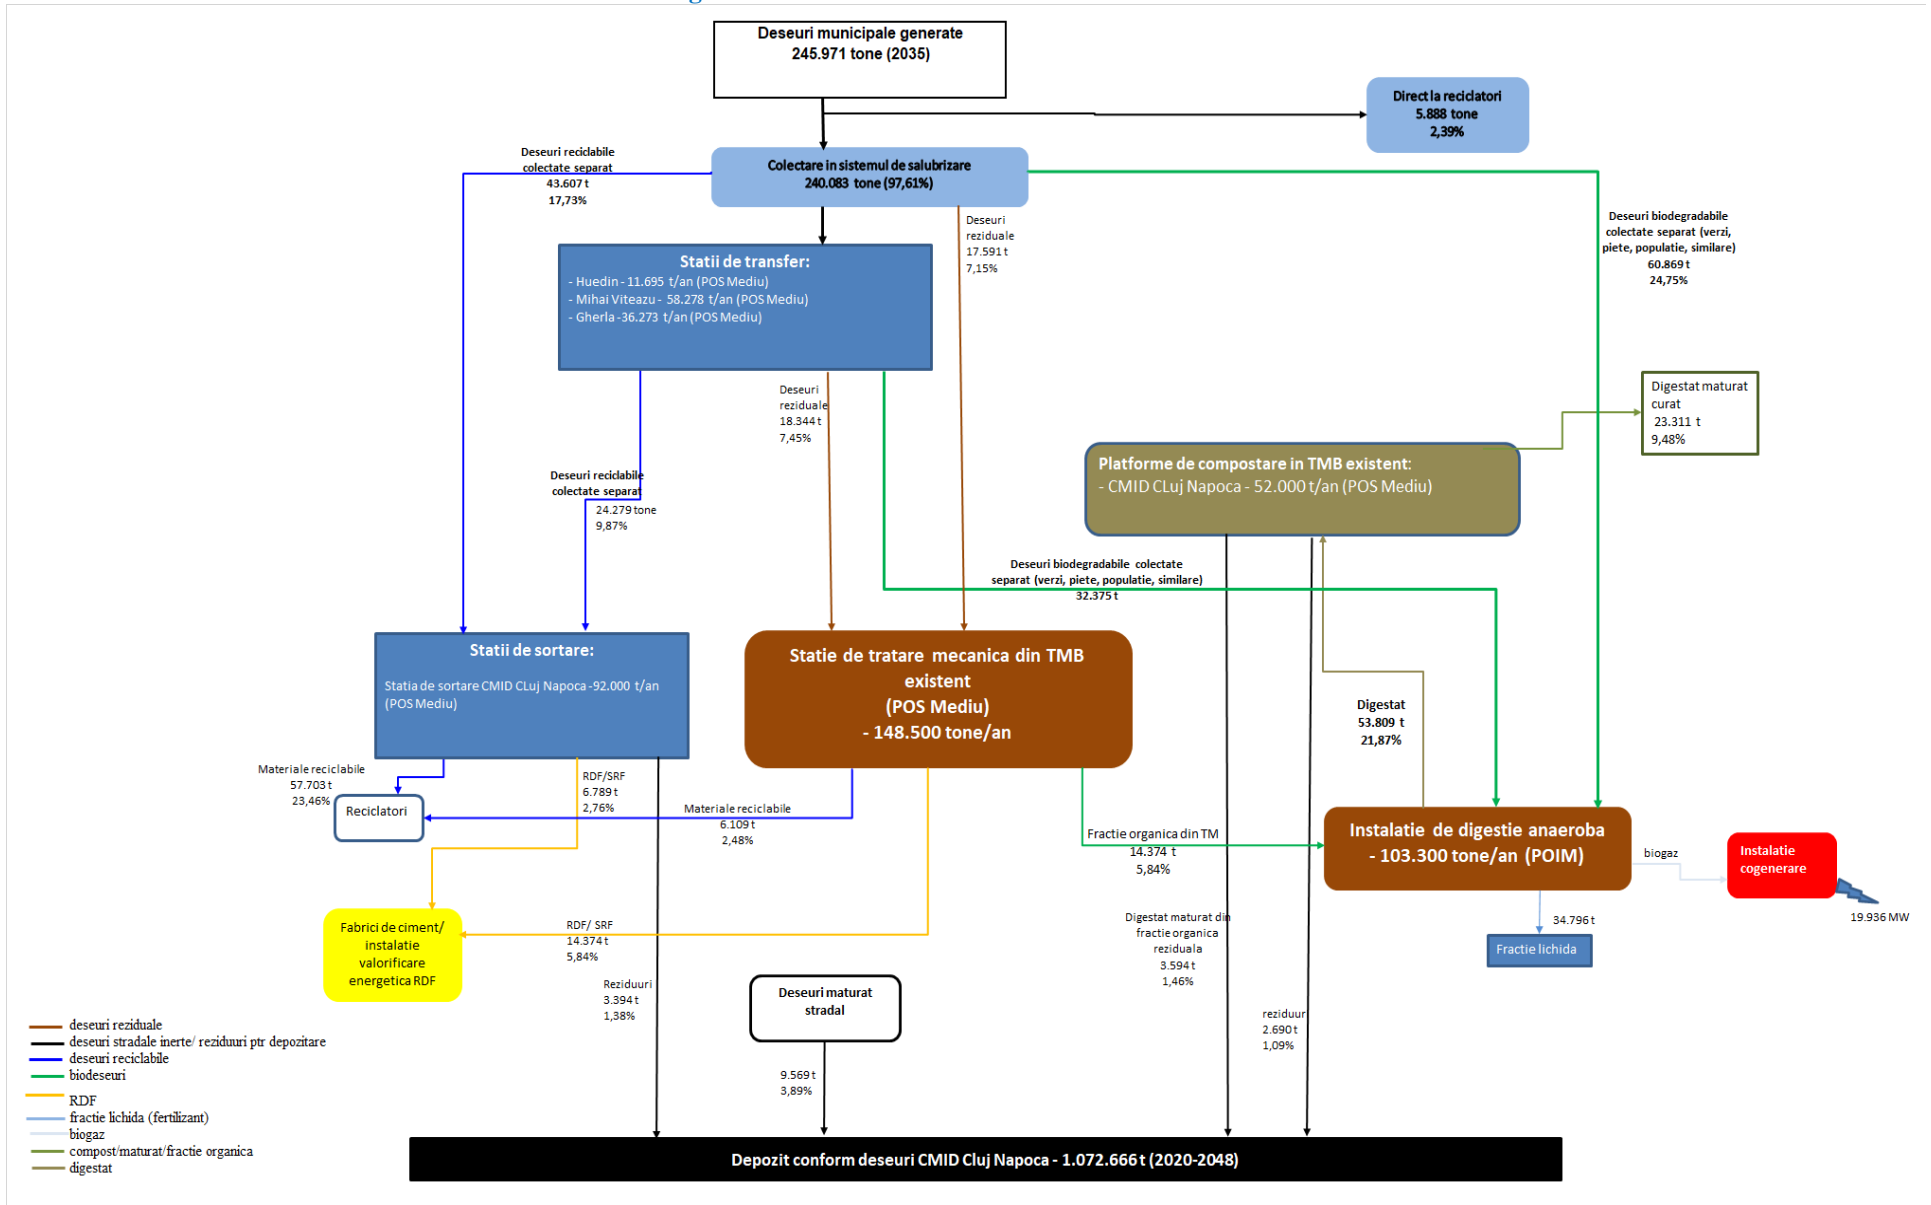 g
Deseuri municipale generate
245.971 tone (2035)
Direct la reciclatori
5.888 tone
2,39%
Deseuri reciclabile
colectate separat
43.607 t
17,73%
Colectare in sistemul de salubrizare
240.083 tone (97,61%)
Deseuri
reziduale
17.591 t
7,15%
Deseuri biodegradabile
colectate separat (verzi,
piete, populatie, similare)
60.869 t
24,75%
Statii de transfer:
- Huedin - 11.695 t/an (POS Mediu)
- Mihai Viteazu - 58.278 t/an (POS Mediu)
- Gherla -36.273 t/an (POS Mediu)
Deseuri
reziduale
18.344 t
7,45%
Digestat maturat
curat
23.311 t
9,48%
Platforme de compostare in TMB existent:
- CMID CLuj Napoca - 52.000 t/an (POS Mediu)
Deseuri reciclabile
colectate separat
24.279 tone
9,87%
Deseuri biodegradabile colectate
separat (verzi, piete, populatie, similare)
32.375 t
Statii de sortare:
Statia de sortare CMID CLuj Napoca -92.000 t/an
(POS Mediu)
Statie de tratare mecanica din TMB
existent
(POS Mediu)
- 148.500 tone/an
Digestat
53.809 t
21,87%
Materiale reciclabile
57.703 t
23,46%
Reciclatori
RDF/SRF
6.789 t
2,76%
Materiale reciclabile
6.109 t
2,48%
Fractie organica din TM
14.374 t
5,84%
Instalatie de digestie anaeroba
- 103.300 tone/an (POIM)
biogaz
Instalatie
cogenerare
19.936 MW
34.796 t
Fractie lichida
Fabrici de ciment/
instalatie
valorificare
energetica RDF
RDF/ SRF
14.374 t
5,84%
Digestat maturat din
fractie organica
reziduala
3.594 t
1,46%
Reziduuri
3.394 t
1,38%
Deseuri maturat
stradal
reziduur
2.690 t
1,09%
9.569 t
3,89%
deseuri reziduale
deseuri stradale inerte/ reziduuri ptr depozitare
deseuri reciclabile
biodeseuri
RDF
fractie lichida (fertilizant)
biogaz
compost/maturat/fractie organica
digestat
Depozit conform deseuri CMID Cluj Napoca - 1.072.666 t (2020-2048)